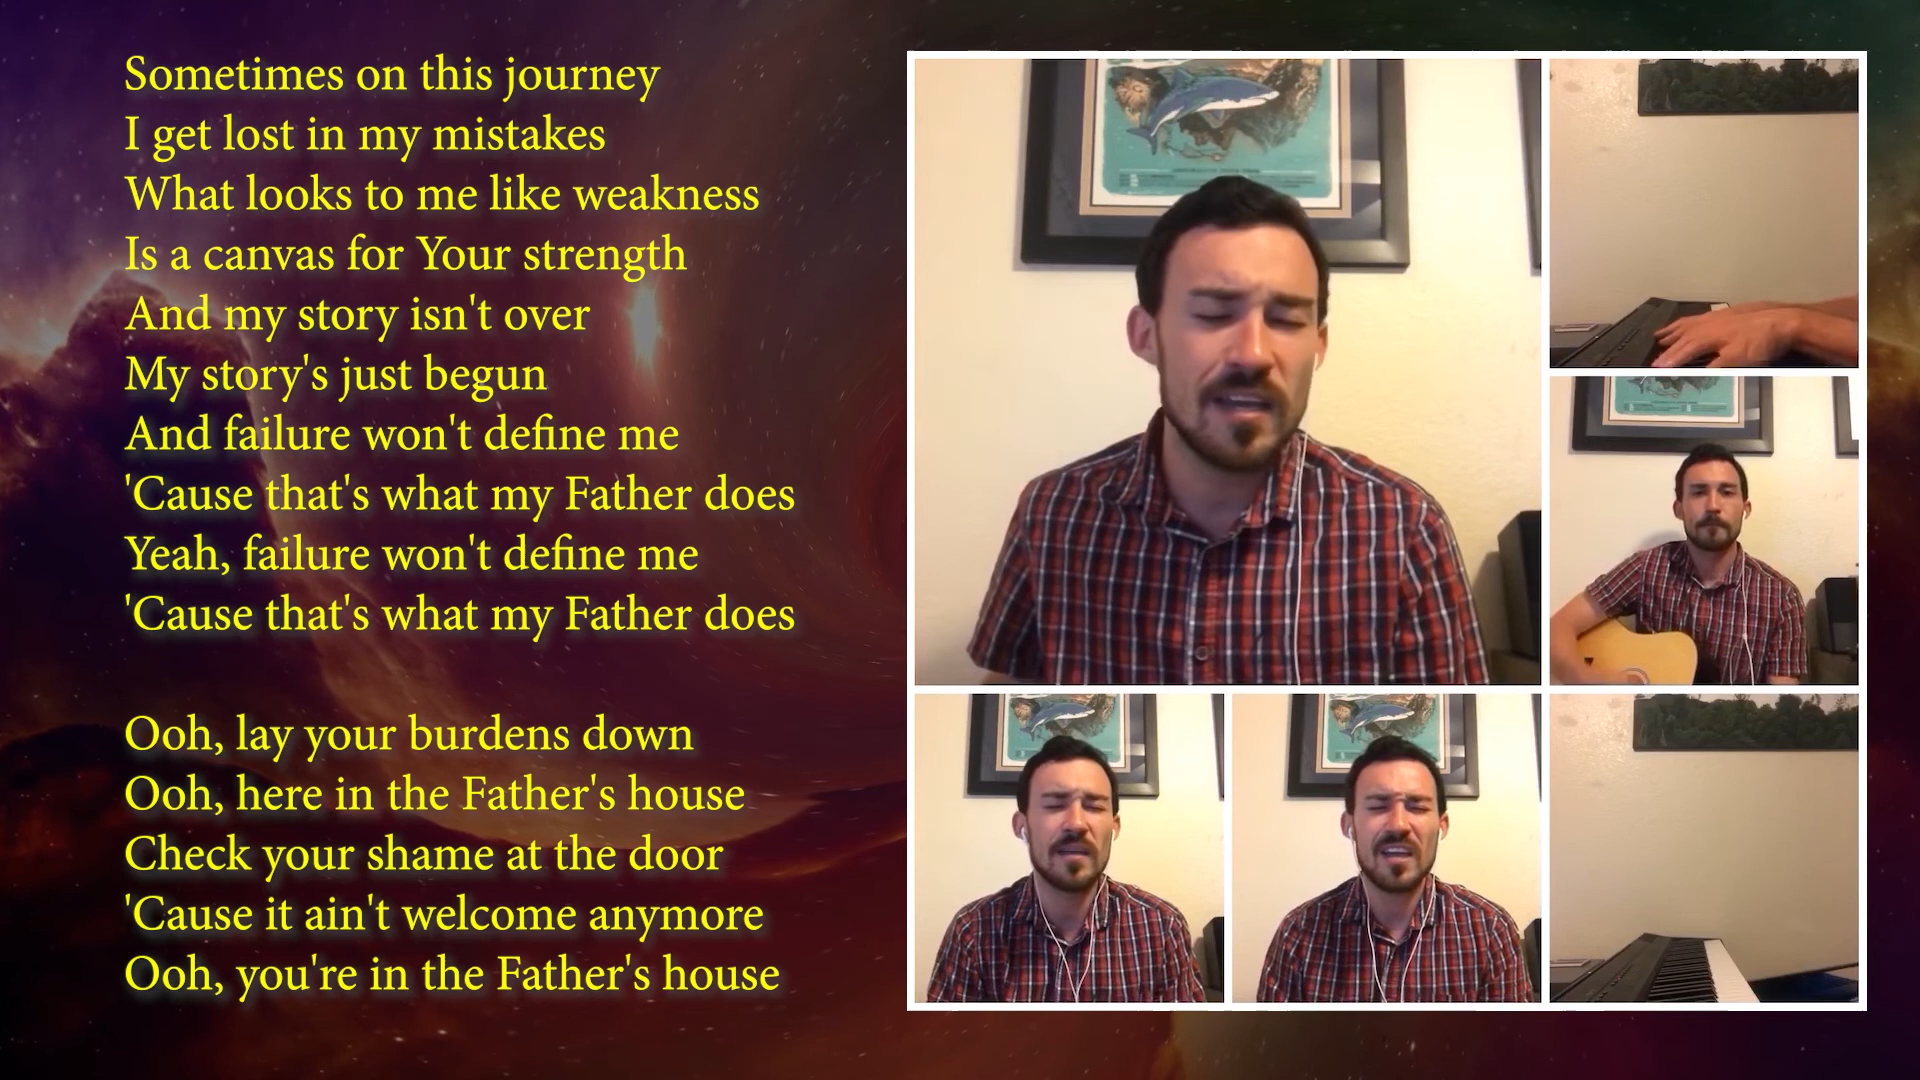 Sometimes on this journey
I get lost in my mistakes
What looks to me like weakness
Is a canvas for Your strength
And my story isn't over
My story's just begun
And failure won't define me
'Cause that's what my Father does
Yeah, failure won't define me
'Cause that's what my Father does
Ooh, lay your burdens down
Ooh, here in the Father's house
Check your shame at the door
'Cause it ain't welcome anymore
Ooh, you're in the Father's house